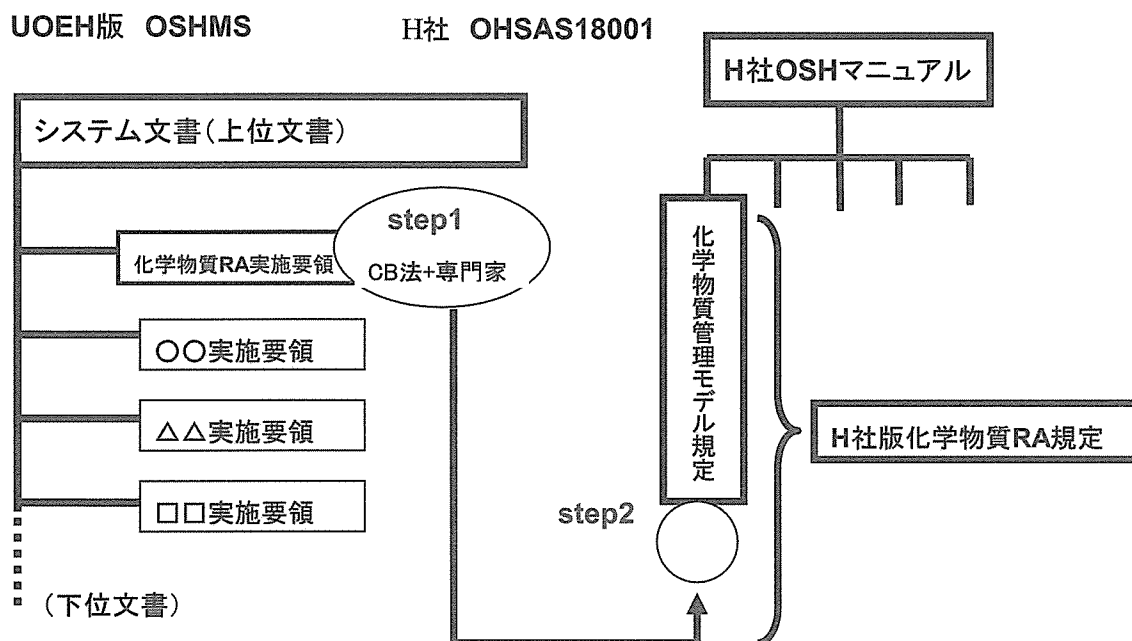 UOEH版 OSHMS
H社 OHSAS18001
H社OSHマニュアル
システム文書(上位文書)
step1
化学物質RA実施要領
CB法+専門家
〇〇実施要領
△△実施要領
□□実施要領
(下位文書)
化学物質管理モデル規定
step2
H社版化学物質RA規定